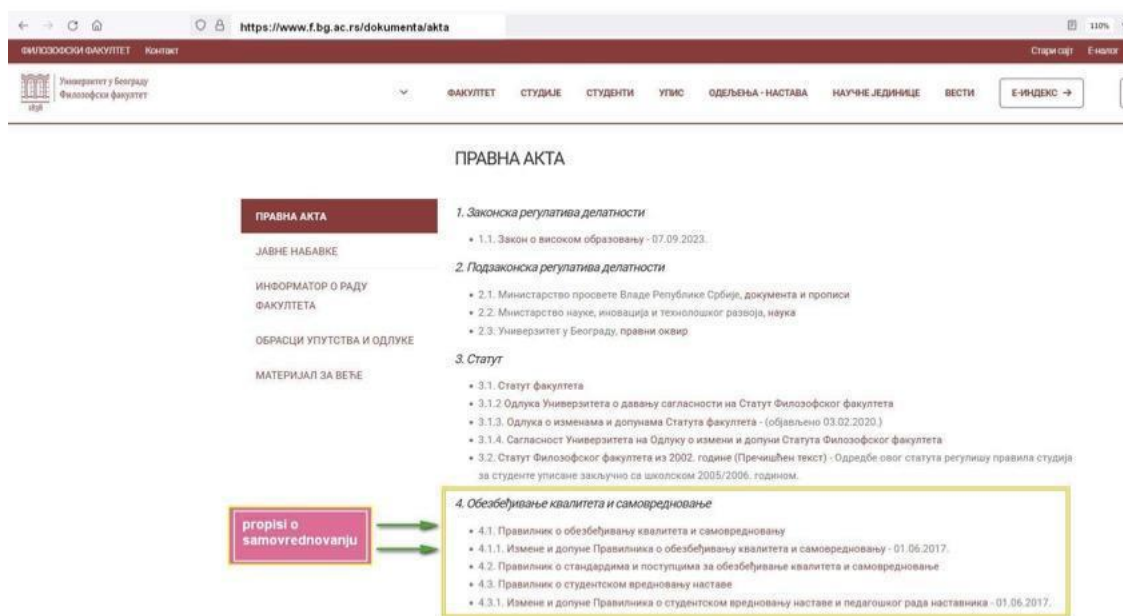 https://www.f.bg.ac.rs/dokumenta/akta
110%
ФИЛОЗОФСКИ ФАКУЛТЕТ Контакт
Стари сајт Е-налог
Универзитет у Београду
Филозофски факултет
1838
ФАКУЛТЕТ СТУДИЈЕ СТУДЕНТИ УПИС ОДЕЉЕЊА - НАСТАВА НАУЧНЕ ЈЕДИНИЦЕ ВЕСТИ Е-ИНДЕКС →
ПРАВНА АКТА
ПРАВНА АКТА
ЈАВНЕ НАБАВКЕ
ИНФОРМАТОР О РАДУ
ФАКУЛТЕТА
ОБРАСЦИ УПУТСТВА И ОДЛУКЕ
МАТЕРИЈАЛ ЗА ВЕЋЕ
1. Законска регулатива делатности
• 1.1. Закон о високом образовању - 07.09.2023.
2. Подзаконска регулатива делатности
• 2.1. Министарство просвете Владе Републике Србије, документа и прописи
• 2.2. Мнистарство науке, иновација и технолошког развоја, наука
• 2.3. Универзитет у Београду, правни оквир
3. Статут
• 3.1. Статут факултета
• 3.1.2 Одлука Универзитета о давању сагласности на Статут Филозофског факултета
• 3.1.3. Одлука о изменама и допунама Статута факултета - (објављено 03.02.2020.)
• 3.1.4. Сагласност Универзитета на Одлуку о измени и допуни Статута Филозофског факултета
• 3.2. Статут Филозофског факултета из 2002. године (Пречишћен текст) - Одредбе овог статута регулишу правила студија
за студенте уписане закључно са школском 2005/2006. годином.
4. Обезбеђивање квалитета и самовредновање
• 4.1. Правилник о обезбеђивању квалитета и самовредновању
• 4.1.1. Измене и допуне Правилника о обезбеђивању квалитета и самовредновању - 01.06.2017.
• 4.2. Правилник о стандардима и поступцима за обезбеђивање квалитета и самовредновање
• 4.3. Правилник о студентском вредновању наставе
• 4.3.1. Измене и допуне Правилника о студентском вредновању наставе и педагошког рада наставника - 01.06.2017.
propisi o
samovrednovanju